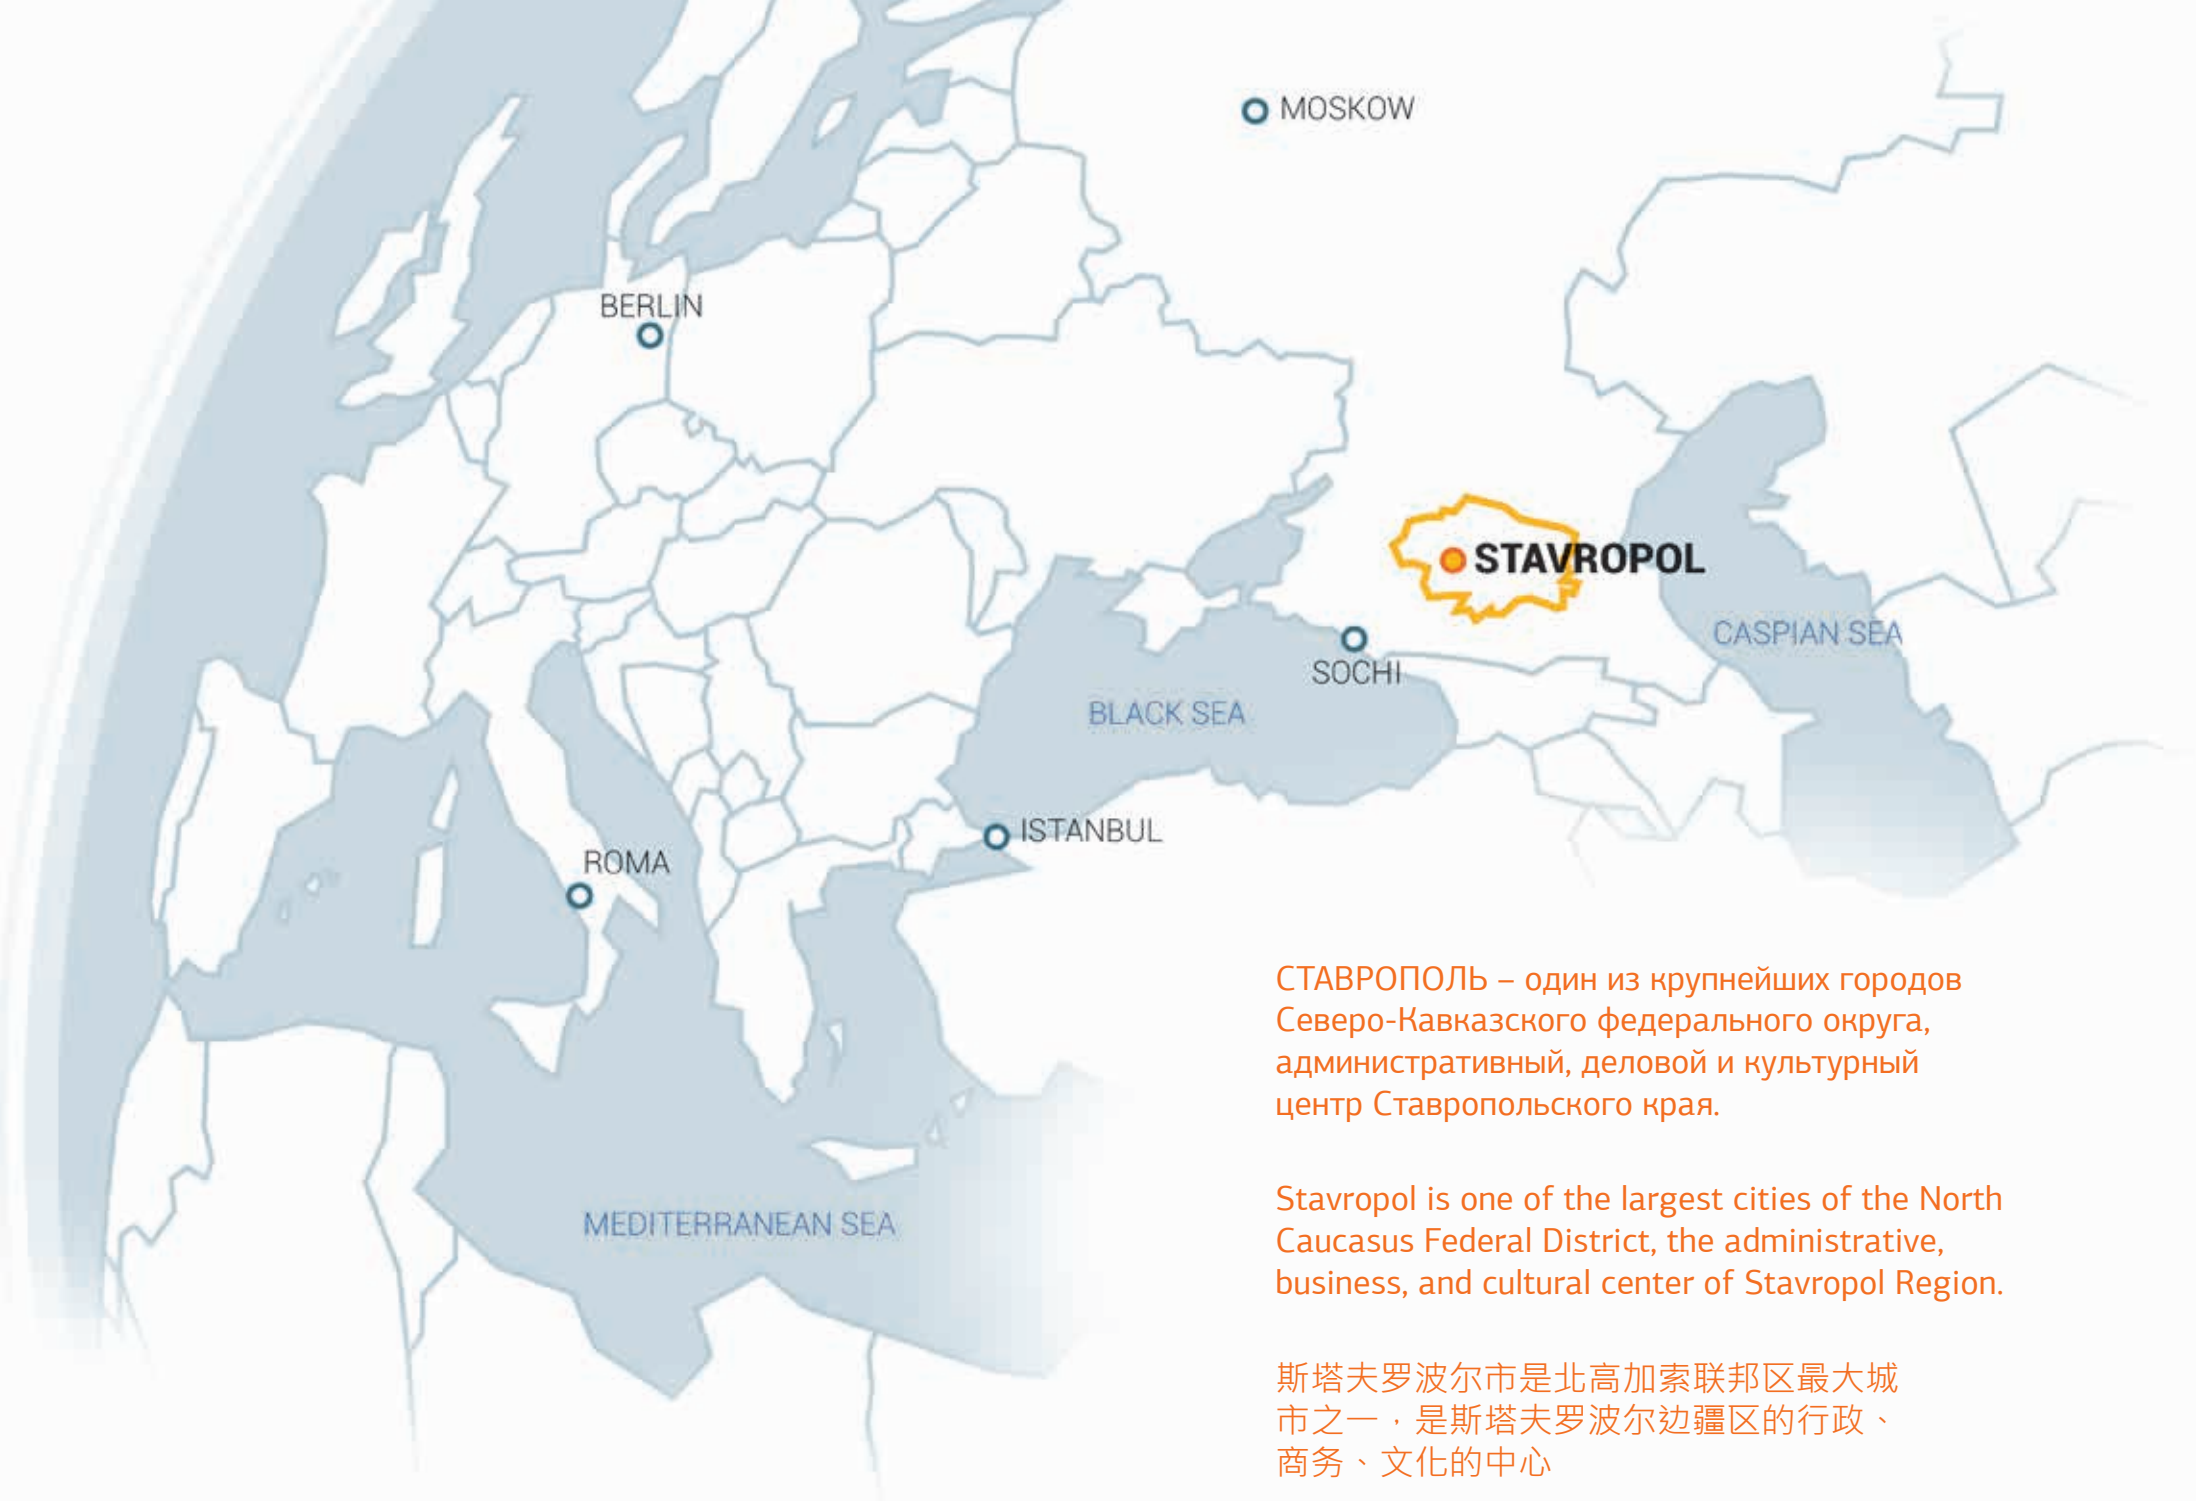 MOSKOW
BERLIN
STAVROPOL
CASPIAN SEA
SOCHI
BLACK SEA
ISTANBUL
ROMA
MEDITERRANEAN SEA
СТАВРОПОЛЬ – один из крупнейших городов
Северо-Кавказского федерального округа,
административный, деловой и культурный
центр Ставропольского края.
Stavropol is one of the largest cities of the North
Caucasus Federal District, the administrative,
business, and cultural center of Stavropol Region.
斯塔夫罗波尔市是北高加索联邦区最大城
市之一，是斯塔夫罗波尔边疆区的行政、
商务、文化的中心